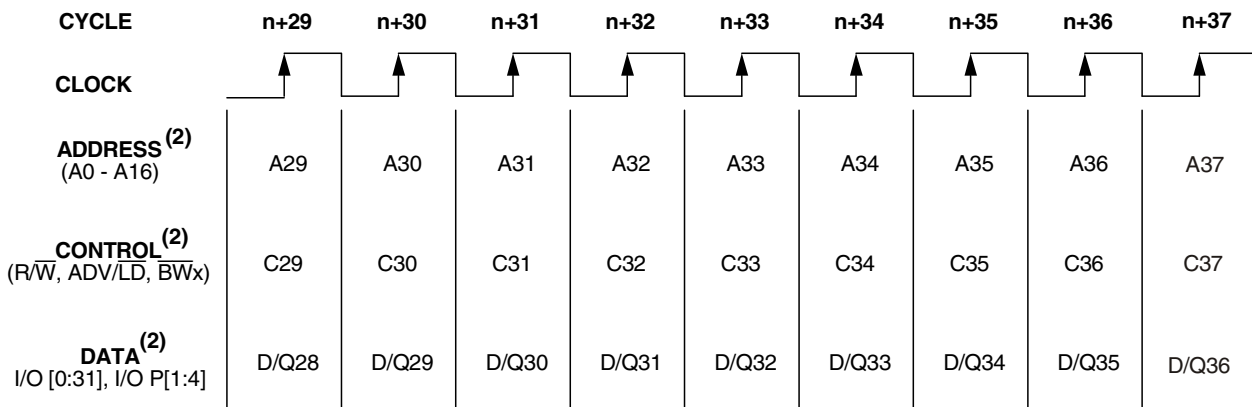 CYCLE n+29 n+30 n+31 n+32 n+33 n+34 n+35 n+36 n+37
CLOCK
ADDRESS(2)
(A0 - A16) A29 A30 A31 A32 A33 A34 A35 A36 A37
CONTROL(2)
(R/W̅, ADV/L̅D̅, B̅W̅x) C29 C30 C31 C32 C33 C34 C35 C36 C37
DATA(2)
I/O [0:31], I/O P[1:4] D/Q28 D/Q29 D/Q30 D/Q31 D/Q32 D/Q33 D/Q34 D/Q35 D/Q36